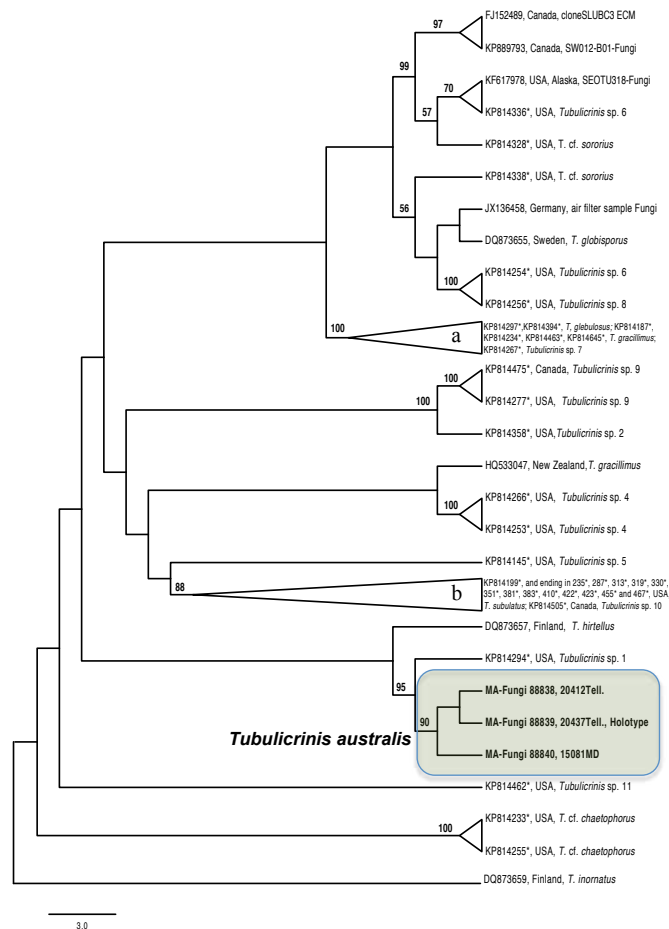 FJ152489, Canada, cloneSLUBC3 ECM
97
KP889793, Canada, SW012-B01-Fungi
99
KF617978, USA, Alaska, SEOTU318-Fungi
70
57
KP814336*, USA, Tubulicrinis sp. 6
KP814328*, USA, T. cf. sororius
KP814338*, USA, T. cf. sororius
56
JX136458, Germany, air filter sample Fungi
DQ873655, Sweden, T. globisporus
KP814254*, USA, Tubulicrinis sp. 6
100
KP814256*, USA, Tubulicrinis sp. 8
100
a
KP814297*,KP814394*, T, glebulosus; KP814187*,
KP814234*, KP814463*, KP814645*, T. gracillimus;
KP814267*, Tubulicrinis sp. 7
KP814475*, Canada, Tubulicrinis sp. 9
100
100
KP814277*, USA, Tubulicrinis sp. 9
KP814358*, USA,Tubulicrinis sp. 2
HQ533047, New Zealand,T. gracillimus
KP814266*, USA, Tubulicrinis sp. 4
100
KP814253*, USA, Tubulicrinis sp. 4
KP814145*, USA, Tubulicrinis sp. 5
88
b
KP814199*, and ending in 235*, 287*, 313*, 319*, 330*,
351*, 381*, 383*, 410*, 422*, 423*, 455* and 467*, USA
T. subulatus; KP814505*, Canada, Tubulicrinis sp. 10
DQ873657, Finland, T. hirtellus
KP814294*, USA, Tubulicrinis sp. 1
95
MA-Fungi 88838, 20412Tell.
90
MA-Fungi 88839, 20437Tell., Holotype
Tubulicrinis australis
MA-Fungi 88840, 15081MD
KP814462*, USA, Tubulicrinis sp. 11
KP814233*, USA, T. cf. chaetophorus
100
KP814255*, USA, T. cf. chaetophorus
DQ873659, Finland, T. inornatus
3.0